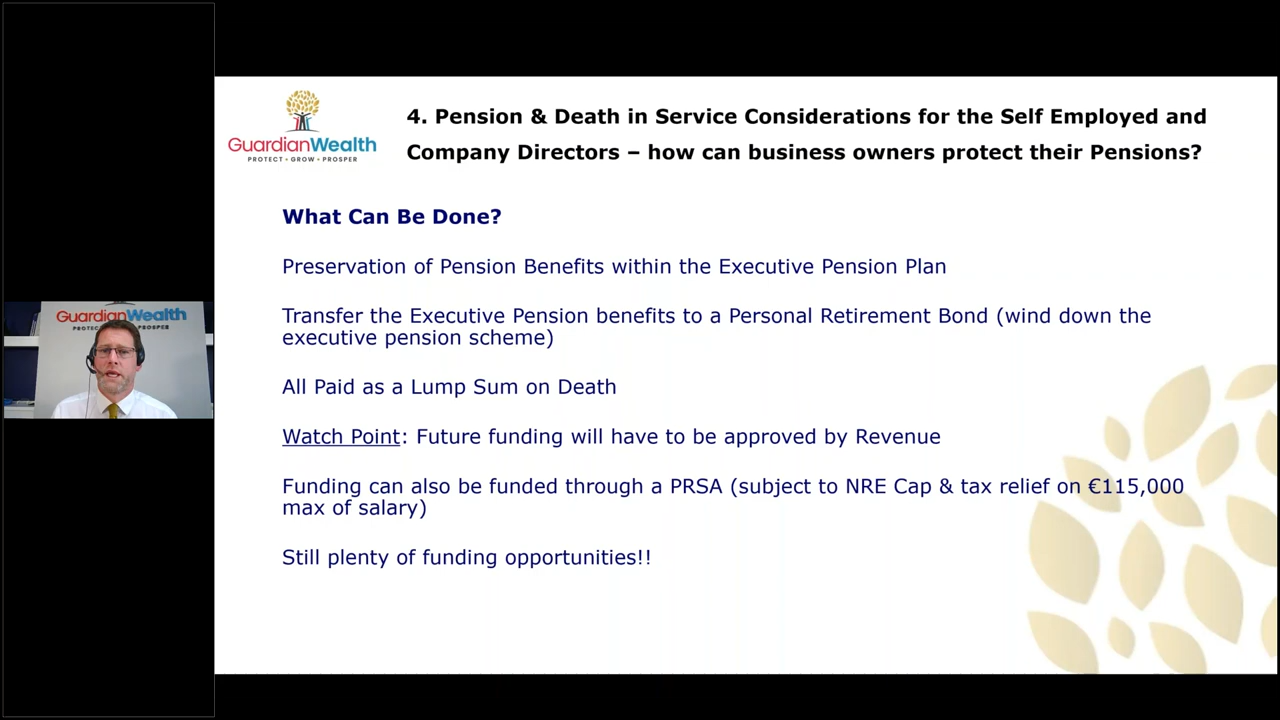 GuardianWealth
PROTECT • GROW • PROSPER
4. Pension & Death in Service Considerations for the Self Employed and
Company Directors – how can business owners protect their Pensions?
What Can Be Done?
Preservation of Pension Benefits within the Executive Pension Plan
Transfer the Executive Pension benefits to a Personal Retirement Bond (wind down the
executive pension scheme)
All Paid as a Lump Sum on Death
Watch Point: Future funding will have to be approved by Revenue
Funding can also be funded through a PRSA (subject to NRE Cap & tax relief on €115,000
max of salary)
Still plenty of funding opportunities!!
GuardianWealth